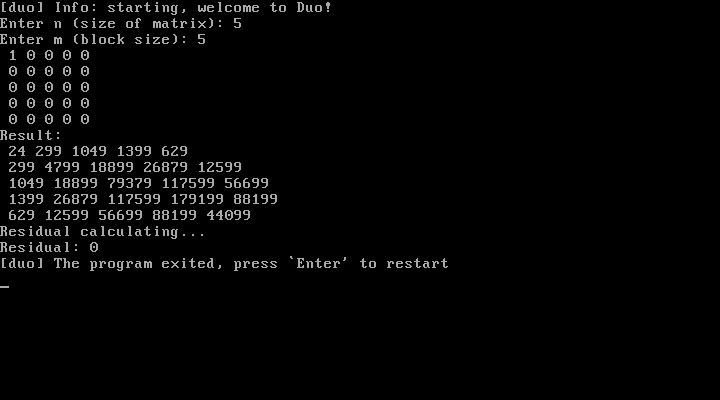 [duo] Info: starting, welcome to Duo!
Enter n (size of matrix): 5
Enter m (block size): 5
1 0 0 0 0
0 0 0 0 0
0 0 0 0 0
0 0 0 0 0
0 0 0 0 0
Result:
24 299 1049 1399 629
299 4799 18899 26879 12599
1049 18899 79379 117599 56699
1399 26879 117599 179199 88199
629 12599 56699 88199 44099
Residual calculating...
Residual: 0
[duo] The program exited, press `Enter' to restart